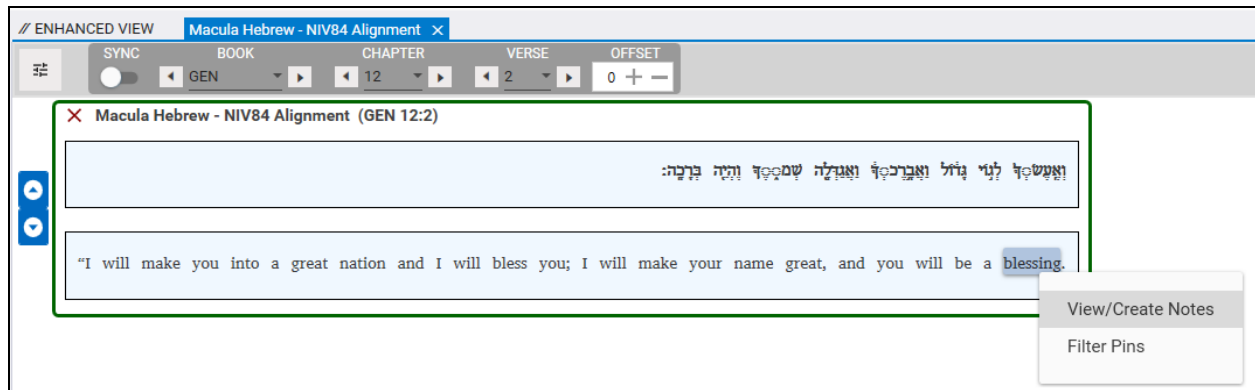 // ENHANCED VIEW Macula Hebrew - NIV84 Alignment ×
SYNC BOOK CHAPTER VERSE OFFSET
GEN 12 2 0 + −
Macula Hebrew - NIV84 Alignment (GEN 12:2)
וְאֶֽעֶשְׂךָ֙ לְג֣וֹי גָּד֔וֹל וַאֲבָ֣רֶכְךָ֔ וַאֲגַדְּלָ֖ה שְׁמֶ֑ךָ וֶהְיֵ֖ה בְּרָכָֽה׃
“I will make you into a great nation and I will bless you; I will make your name great, and you will be a blessing.
View/Create Notes
Filter Pins